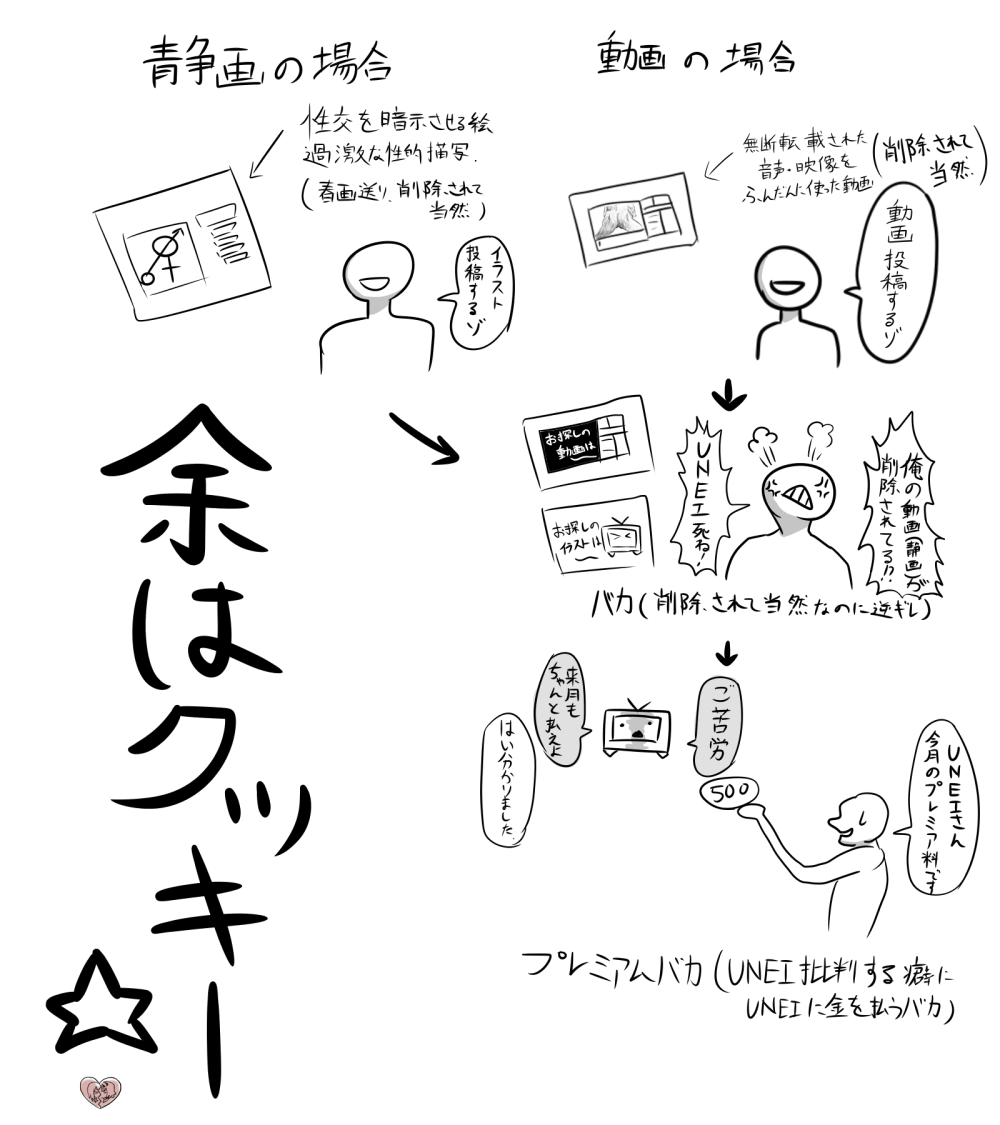 青争画の場合
性交を暗示させる絵
過激な性的描写.
(春画送り、削除されて
当然)
イラスト
投稿するゾ
動画の場合
無断転載された
音声・映像を
ふんだんに使った動画
(削除されて
当然)
動画投稿するゾ
お探しの
動画は
お探しの
イラストは
UNEI死ね!
俺の動画(静画)が
削除されてる!?
バカ(削除されて当然なのに逆ギレ)
UNEIさん
今月のプレミア料です
500
ご苦労
来月も
ちゃんと払えよ
はい分かりました
プレミアムバカ(UNEI批判する癖に
UNEIに金を払うバカ)
余はクッキー☆